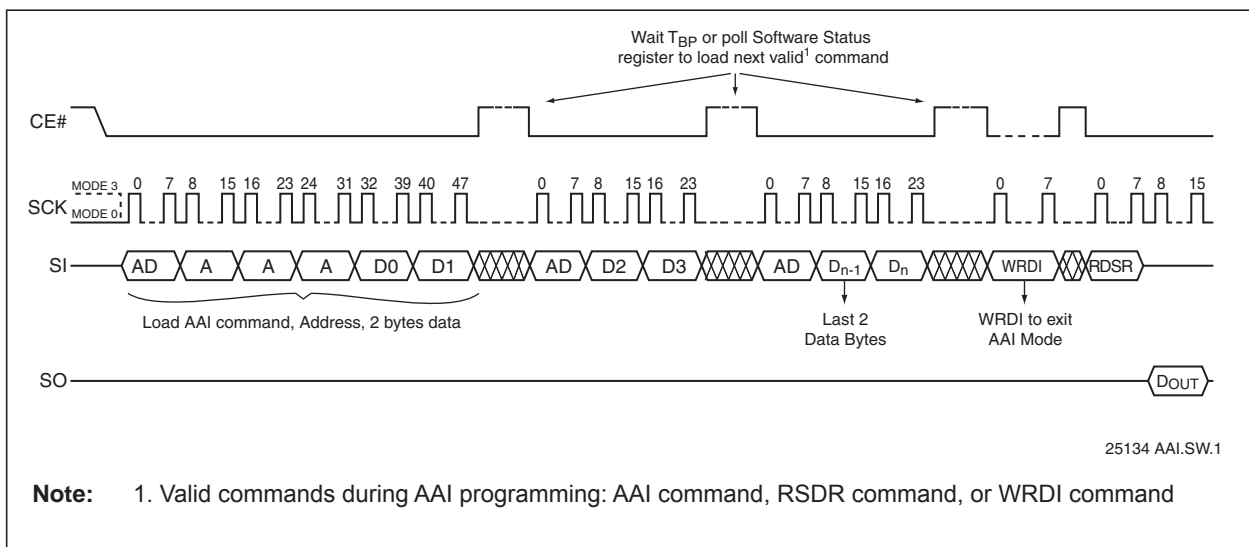 Wait TBP or poll Software Status
register to load next valid1 command
CE#
MODE 3 0 7 8 15 16 23 24 31 32 39 40 47 0 7 8 15 16 23 0 7 8 15 16 23 0 7 0 7 8 15
SCK MODE 0
SI AD A A A D0 D1 AD D2 D3 AD Dn-1 Dn WRDI RDSR
Load AAI command, Address, 2 bytes data
Last 2
Data Bytes
WRDI to exit
AAI Mode
SO DOUT
25134 AAI.SW.1
Note: 1. Valid commands during AAI programming: AAI command, RSDR command, or WRDI command